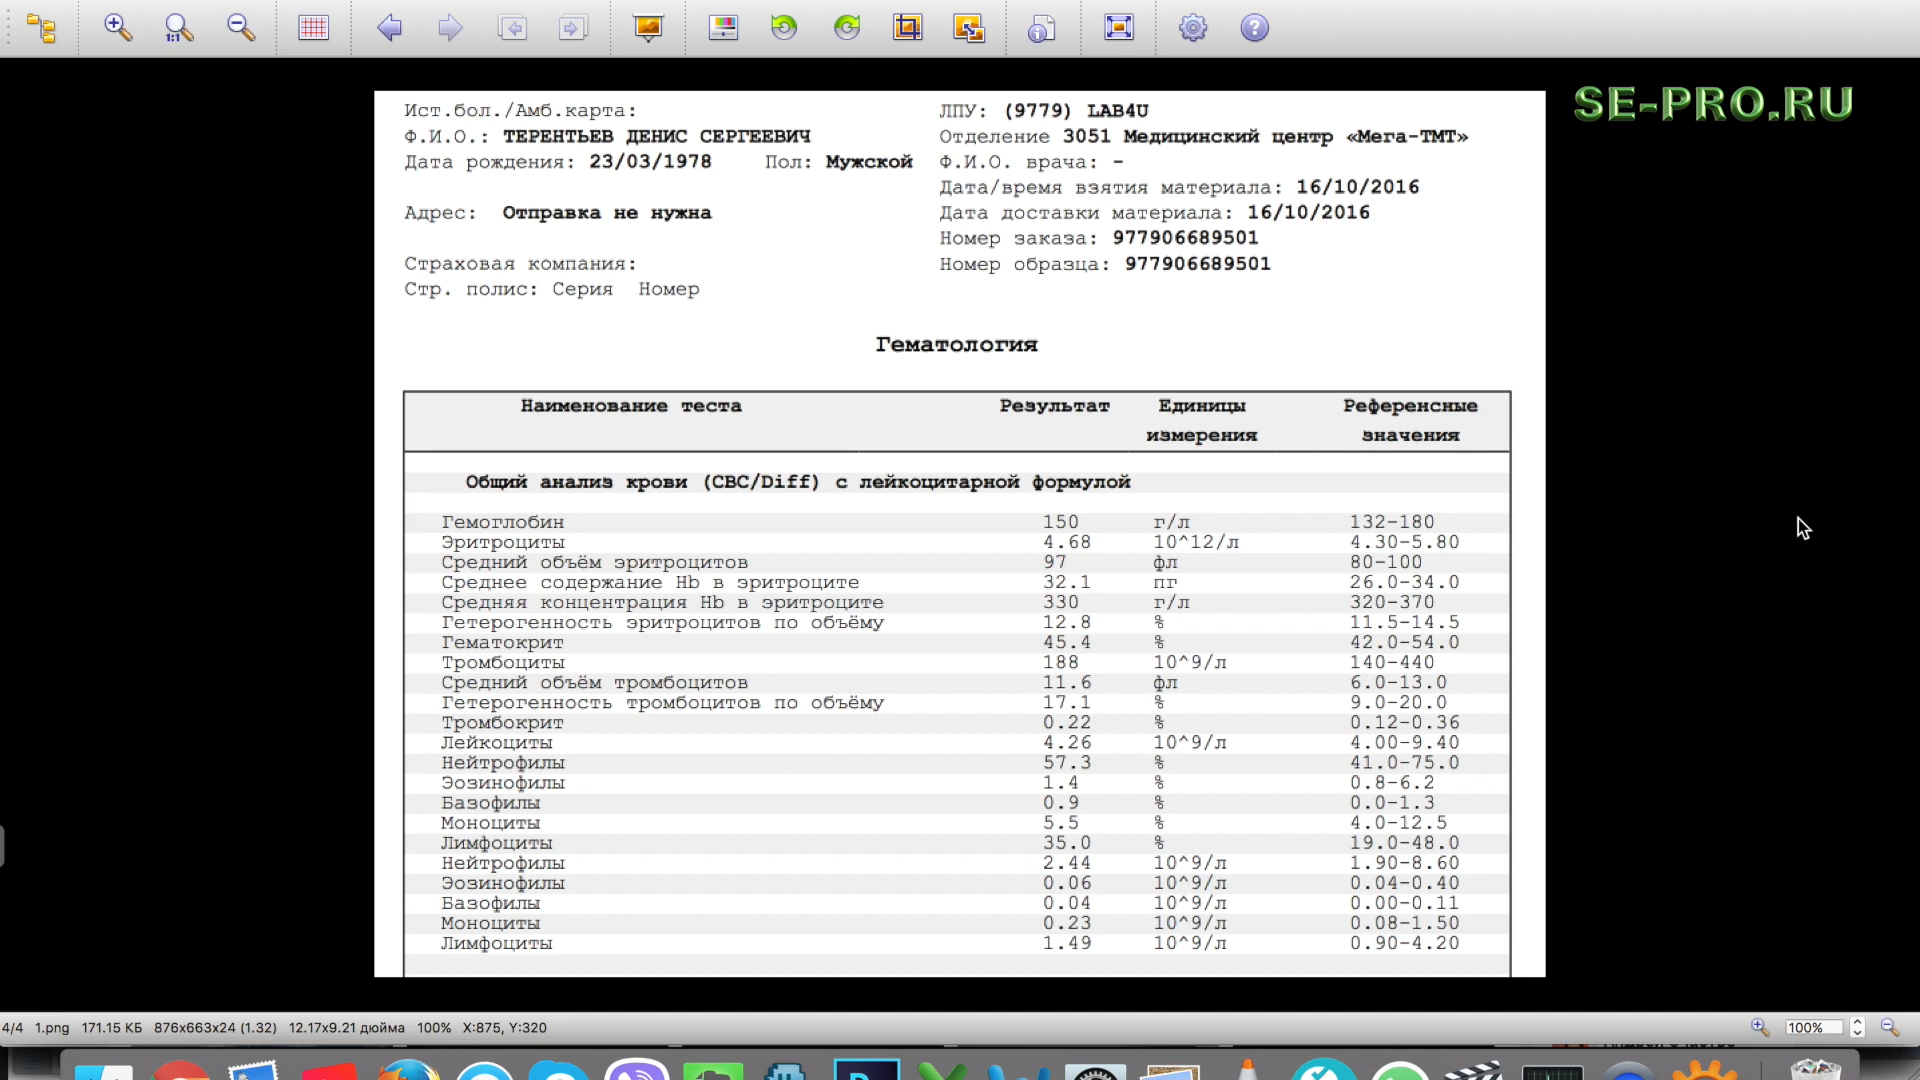 SE-PRO.RU
Ист.бол./Амб.карта:
Ф.И.О.: ТЕРЕНТЬЕВ ДЕНИС СЕРГЕЕВИЧ
Дата рождения: 23/03/1978 Пол: Мужской
Адрес: Отправка не нужна
Страховая компания:
Стр. полис: Серия Номер
ЛПУ: (9779) LAB4U
Отделение 3051 Медицинский центр «Мега-ТМТ»
Ф.И.О. врача: -
Дата/время взятия материала: 16/10/2016
Дата доставки материала: 16/10/2016
Номер заказа: 977906689501
Номер образца: 977906689501
Гематология
Наименование теста Результат Единицы измерения Референсные значения
Общий анализ крови (CBC/Diff) с лейкоцитарной формулой
Гемоглобин 150 г/л 132-180
Эритроциты 4.68 10^12/л 4.30-5.80
Средний объём эритроцитов 97 фл 80-100
Среднее содержание Hb в эритроците 32.1 пг 26.0-34.0
Средняя концентрация Hb в эритроците 330 г/л 320-370
Гетерогенность эритроцитов по объёму 12.8 % 11.5-14.5
Гематокрит 45.4 % 42.0-54.0
Тромбоциты 188 10^9/л 140-440
Средний объём тромбоцитов 11.6 фл 6.0-13.0
Гетерогенность тромбоцитов по объёму 17.1 % 9.0-20.0
Тромбокрит 0.22 % 0.12-0.36
Лейкоциты 4.26 10^9/л 4.00-9.40
Нейтрофилы 57.3 % 41.0-75.0
Эозинофилы 1.4 % 0.8-6.2
Базофилы 0.9 % 0.0-1.3
Моноциты 5.5 % 4.0-12.5
Лимфоциты 35.0 % 19.0-48.0
Нейтрофилы 2.44 10^9/л 1.90-8.60
Эозинофилы 0.06 10^9/л 0.04-0.40
Базофилы 0.04 10^9/л 0.00-0.11
Моноциты 0.23 10^9/л 0.08-1.50
Лимфоциты 1.49 10^9/л 0.90-4.20
4/4 1.png 171.15 КБ 876x663x24 (1.32) 12.17x9.21 дюйма 100% X:875, Y:320
100%